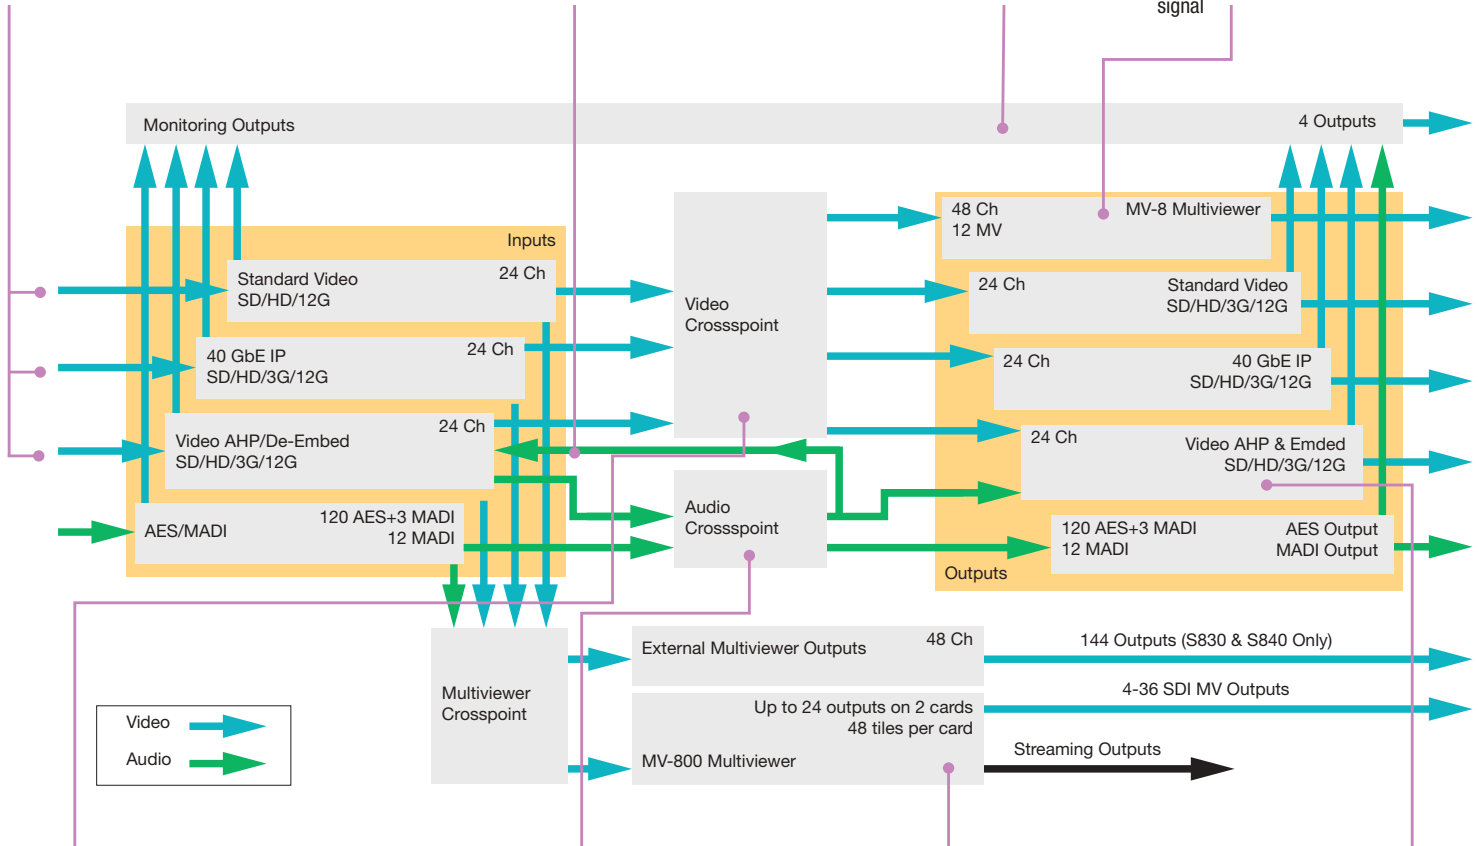 signal
Monitoring Outputs
4 Outputs
Inputs
Standard Video
SD/HD/12G
24 Ch
40 GbE IP
SD/HD/3G/12G
24 Ch
Video AHP/De-Embed
SD/HD/3G/12G
24 Ch
AES/MADI
120 AES+3 MADI
12 MADI
Video
Crossspoint
Audio
Crossspoint
48 Ch
12 MV
MV-8 Multiviewer
24 Ch
Standard Video
SD/HD/3G/12G
24 Ch
40 GbE IP
SD/HD/3G/12G
24 Ch
Video AHP & Emded
SD/HD/3G/12G
120 AES+3 MADI
12 MADI
AES Output
MADI Output
Outputs
Multiviewer
Crosspoint
External Multiviewer Outputs
48 Ch
144 Outputs (S830 & S840 Only)
Up to 24 outputs on 2 cards
48 tiles per card
MV-800 Multiviewer
4-36 SDI MV Outputs
Streaming Outputs
Video
Audio